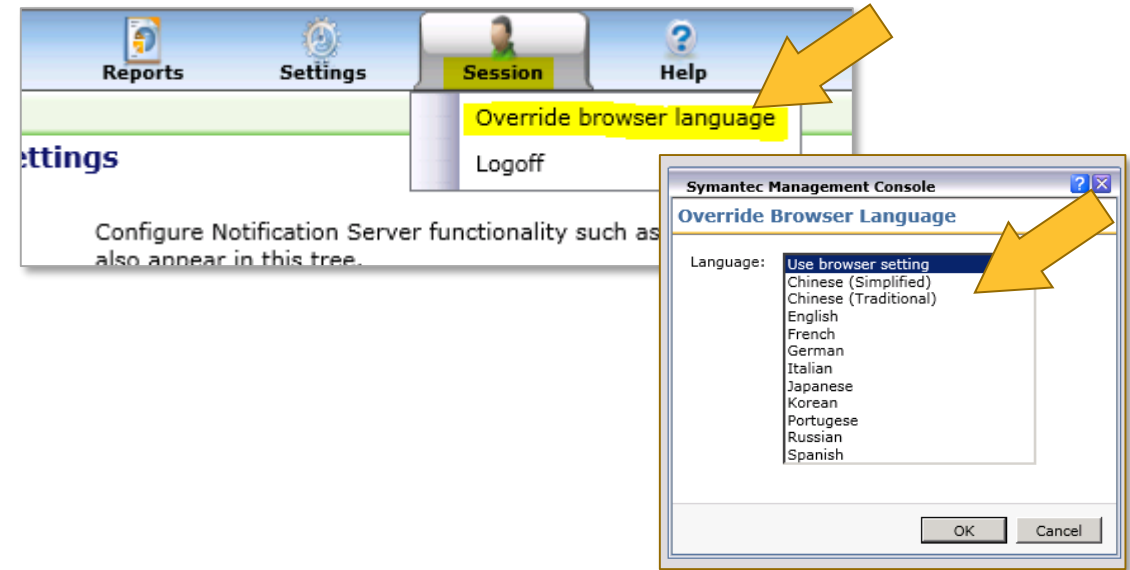 Reports Settings Session Help
Override browser language
Logoff
ettings
Configure Notification Server functionality such as
also appear in this tree.
Symantec Management Console ?
Override Browser Language
Language: Use browser setting
Chinese (Simplified)
Chinese (Traditional)
English
French
German
Italian
Japanese
Korean
Portugese
Russian
Spanish
OK Cancel